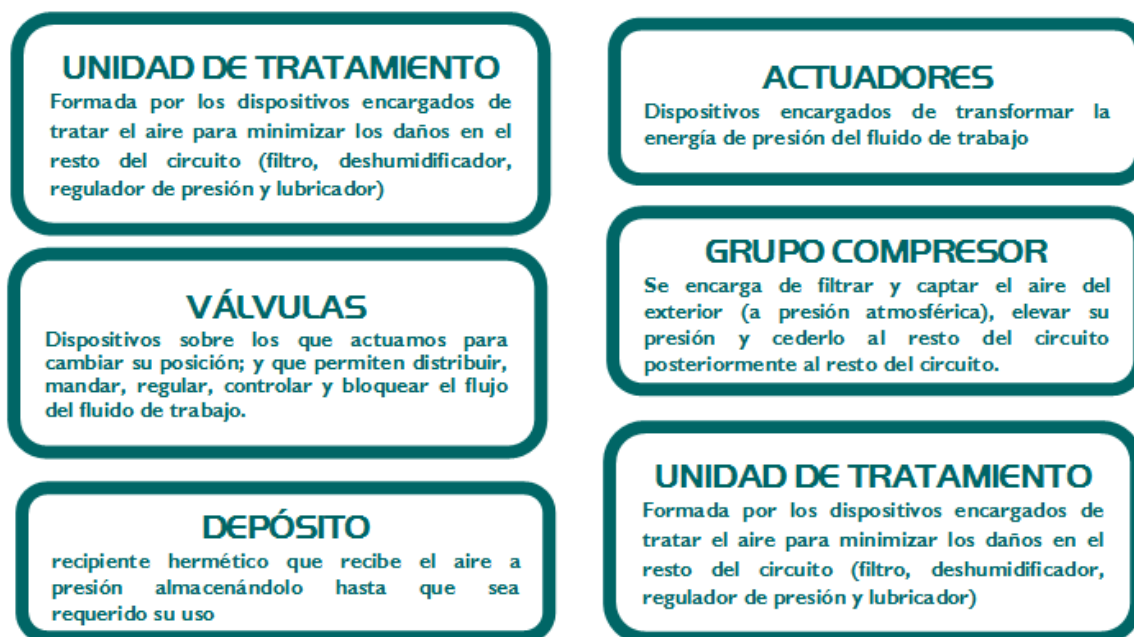 UNIDAD DE TRATAMIENTO
Formada por los dispositivos encargados de
tratar el aire para minimizar los daños en el
resto del circuito (filtro, deshumidificador,
regulador de presión y lubricador)
VÁLVULAS
Dispositivos sobre los que actuamos para
cambiar su posición; y que permiten distribuir,
mandar, regular, controlar y bloquear el flujo
del fluido de trabajo.
DEPÓSITO
recipiente hermético que recibe el aire a
presión almacenándolo hasta que sea
requerido su uso
ACTUADORES
Dispositivos encargados de transformar la
energía de presión del fluido de trabajo
GRUPO COMPRESOR
Se encarga de filtrar y captar el aire del
exterior (a presión atmosférica), elevar su
presión y cederlo al resto del circuito
posteriormente al resto del circuito.
UNIDAD DE TRATAMIENTO
Formada por los dispositivos encargados de
tratar el aire para minimizar los daños en el
resto del circuito (filtro, deshumidificador,
regulador de presión y lubricador)